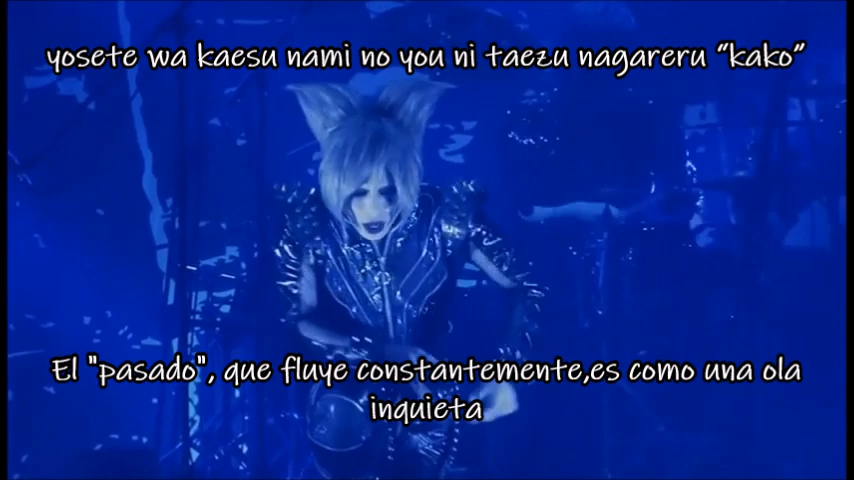 yosete wa kaesu nami no you ni taezu nagareru “kako”
El "pasado", que fluye constantemente,es como una ola
inquieta